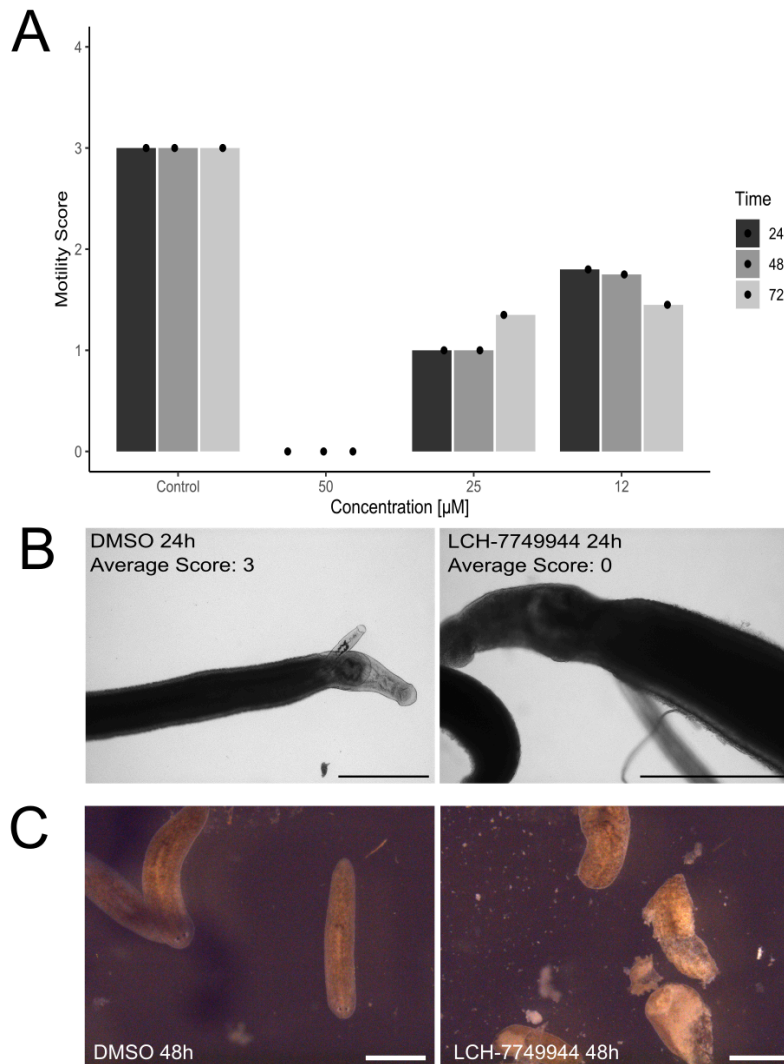 A
4
3
2
1
0
Motility Score
Control
50
25
12
Concentration [µM]
Time
24
48
72
B
DMSO 24h
Average Score: 3
LCH-7749944 24h
Average Score: 0
C
DMSO 48h
LCH-7749944 48h